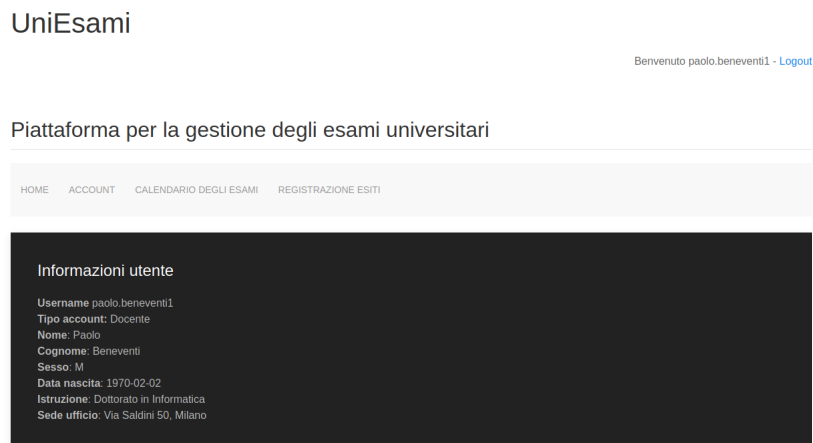 UniEsami
Benvenuto paolo.beneventi1 - Logout
Piattaforma per la gestione degli esami universitari
HOME ACCOUNT CALENDARIO DEGLI ESAMI REGISTRAZIONE ESITI
Informazioni utente
Username paolo.beneventi1
Tipo account: Docente
Nome: Paolo
Cognome: Beneventi
Sesso: M
Data nascita: 1970-02-02
Istruzione: Dottorato in Informatica
Sede ufficio: Via Saldini 50, Milano